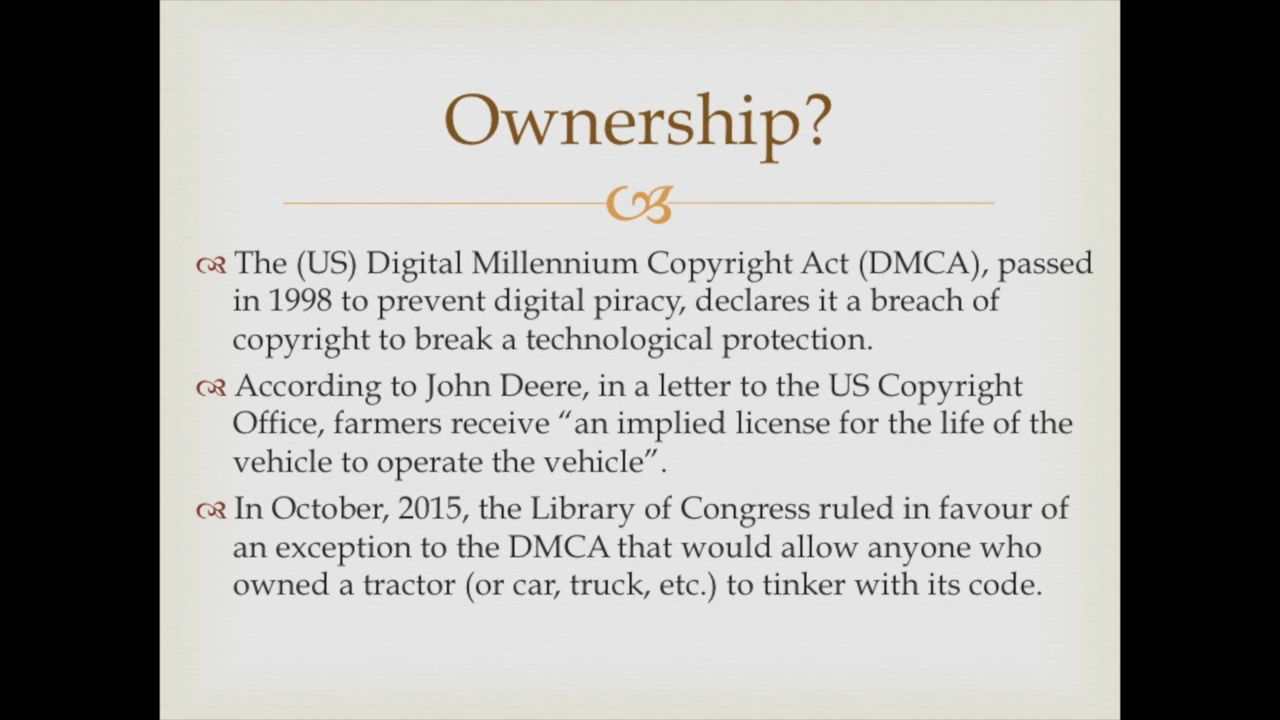 Ownership?
The (US) Digital Millennium Copyright Act (DMCA), passed
in 1998 to prevent digital piracy, declares it a breach of
copyright to break a technological protection.
According to John Deere, in a letter to the US Copyright
Office, farmers receive “an implied license for the life of the
vehicle to operate the vehicle”.
In October, 2015, the Library of Congress ruled in favour of
an exception to the DMCA that would allow anyone who
owned a tractor (or car, truck, etc.) to tinker with its code.